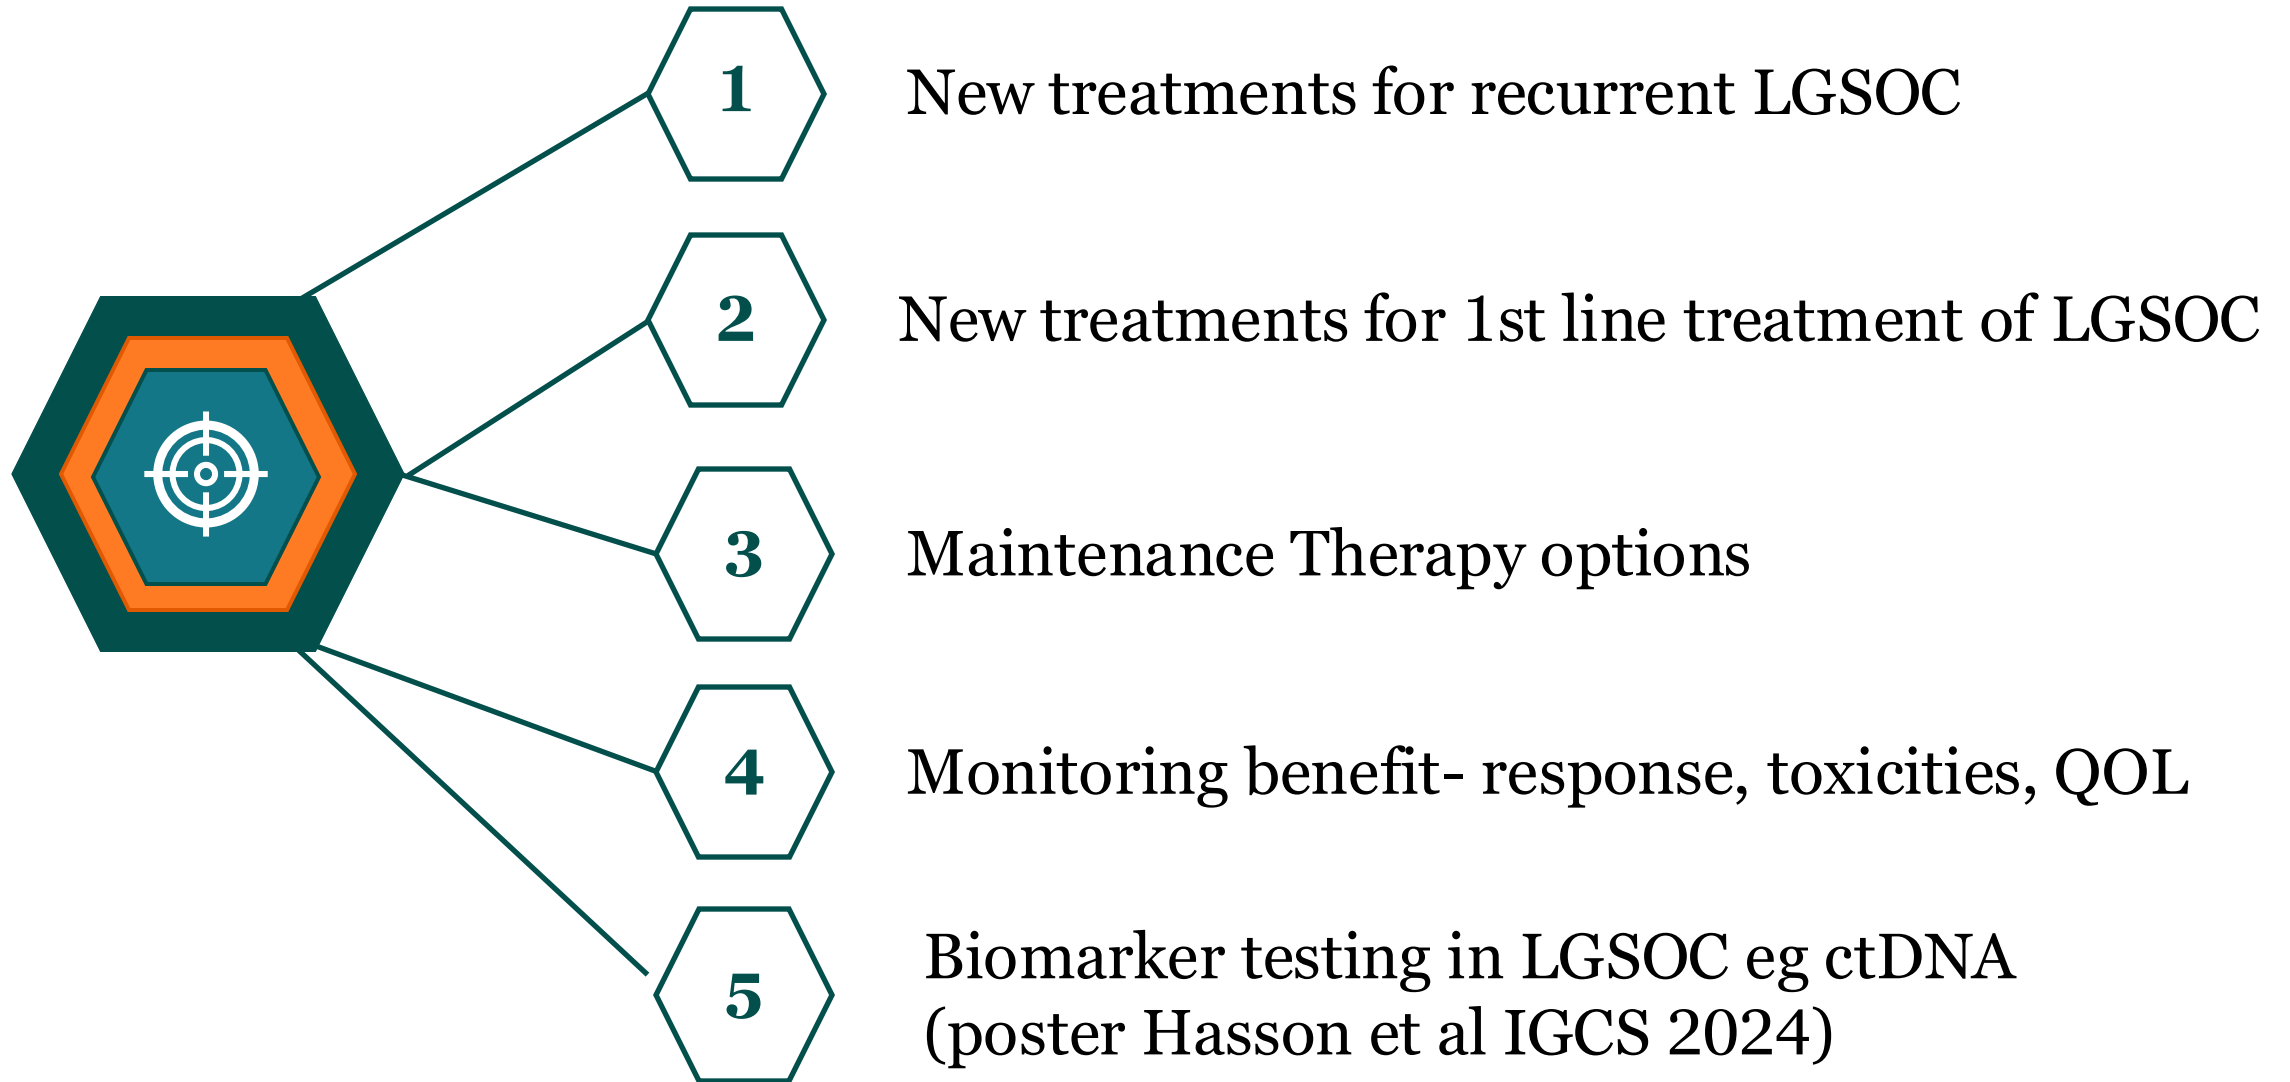 1 New treatments for recurrent LGSOC
2 New treatments for 1st line treatment of LGSOC
3 Maintenance Therapy options
4 Monitoring benefit- response, toxicities, QOL
5 Biomarker testing in LGSOC eg ctDNA
(poster Hasson et al IGCS 2024)